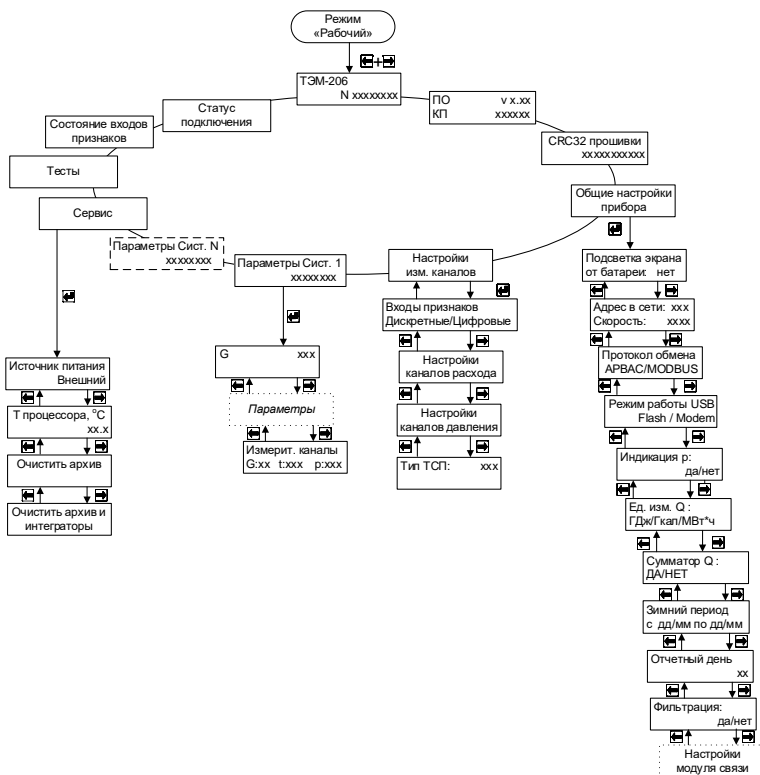 Режим
«Рабочий»
ТЭМ-206
N xxxxxxxx
ПО v x.xx
КП xxxxxx
CRC32 прошивки
xxxxxxxxxxx
Общие настройки
прибора
Статус
подключения
Состояние входов
признаков
Тесты
Сервис
Параметры Сист. N
xxxxxxxx
Параметры Сист. 1
xxxxxxxx
Настройки
изм. каналов
Источник питания
Внешний
Т процессора, °С
xx.x
Очистить архив
Очистить архив и
интеграторы
G xxx
Параметры
Измерит. каналы
G:xx t:xxx p:xxx
Входы признаков
Дискретные/Цифровые
Настройки
каналов расхода
Настройки
каналов давления
Тип ТСП: xxx
Подсветка экрана
от батареи: нет
Адрес в сети: xxx
Скорость: xxxx
Протокол обмена
АРВАС/MODBUS
Режим работы USB
Flash / Modem
Индикация p:
да/нет
Ед. изм. Q :
ГДж/Гкал/МВт*ч
Сумматор Q :
ДА/НЕТ
Зимний период
с дд/мм по дд/мм
Отчетный день
xx
Фильтрация:
да/нет
Настройки
модуля связи